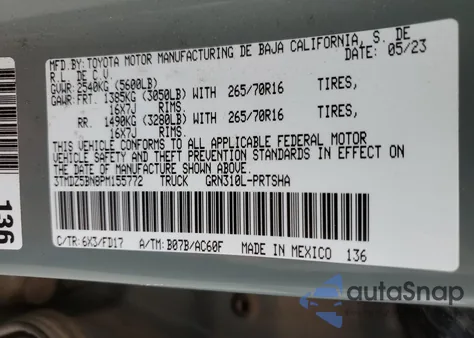 MFD.BY: TOYOTA MOTOR MANUFACTURING DE BAJA CALIFORNIA, S. DE
R.L. DE C.V. DATE: 05/23
GVWR: 2540KG (5600LB)
GAWR: FRT. 1385KG (3050LB) WITH 265/70R16 TIRES,
16X7J RIMS.
RR. 1490KG (3280LB) WITH 265/70R16 TIRES,
16X7J RIMS.
THIS VEHICLE CONFORMS TO ALL APPLICABLE FEDERAL MOTOR
VEHICLE SAFETY AND THEFT PREVENTION STANDARDS IN EFFECT ON
THE DATE OF MANUFACTURE SHOWN ABOVE.
3TMDZ5BN8PM155772 TRUCK GRN310L-PRTSHA
C/TR: 6X3/FD17 A/TM: B07B/AC60F MADE IN MEXICO 136
136
autoSnap